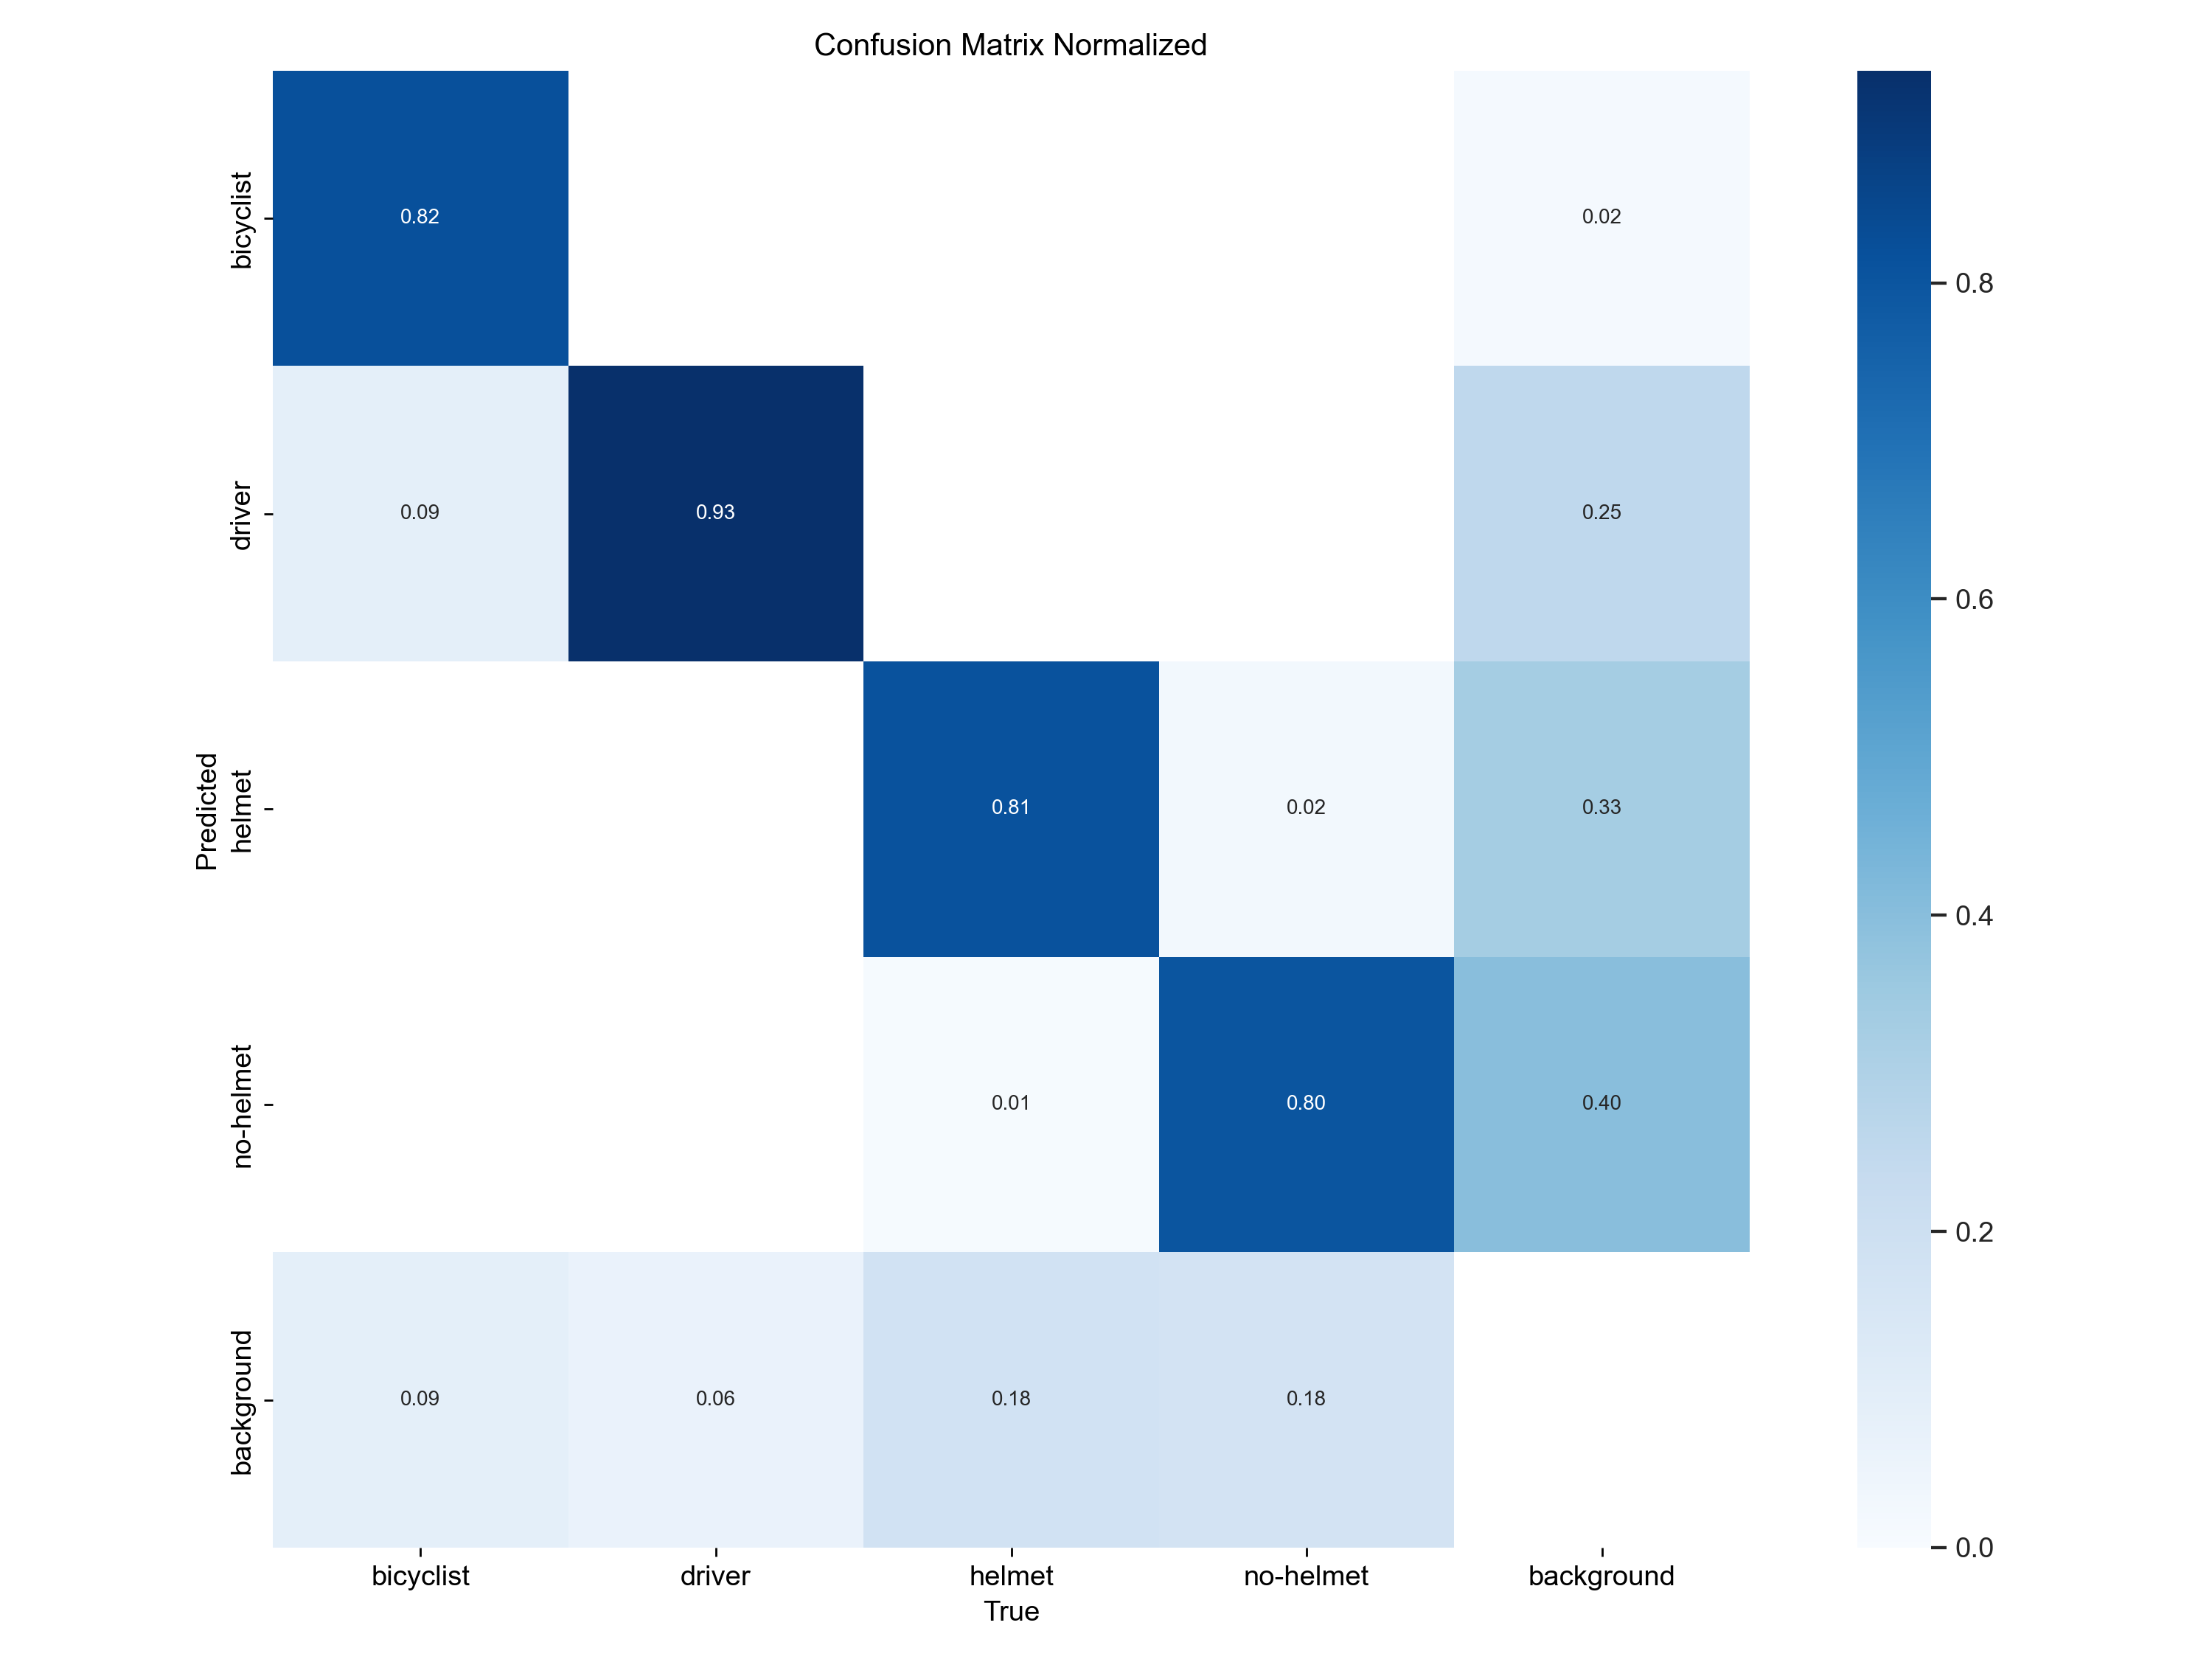 Confusion Matrix Normalized
bicyclist
0.82
0.02
0.8
driver
0.09
0.93
0.25
0.6
Predicted
helmet
0.81
0.02
0.33
0.4
no-helmet
0.01
0.80
0.40
0.2
background
0.09
0.06
0.18
0.18
0.0
bicyclist
driver
helmet
no-helmet
background
True